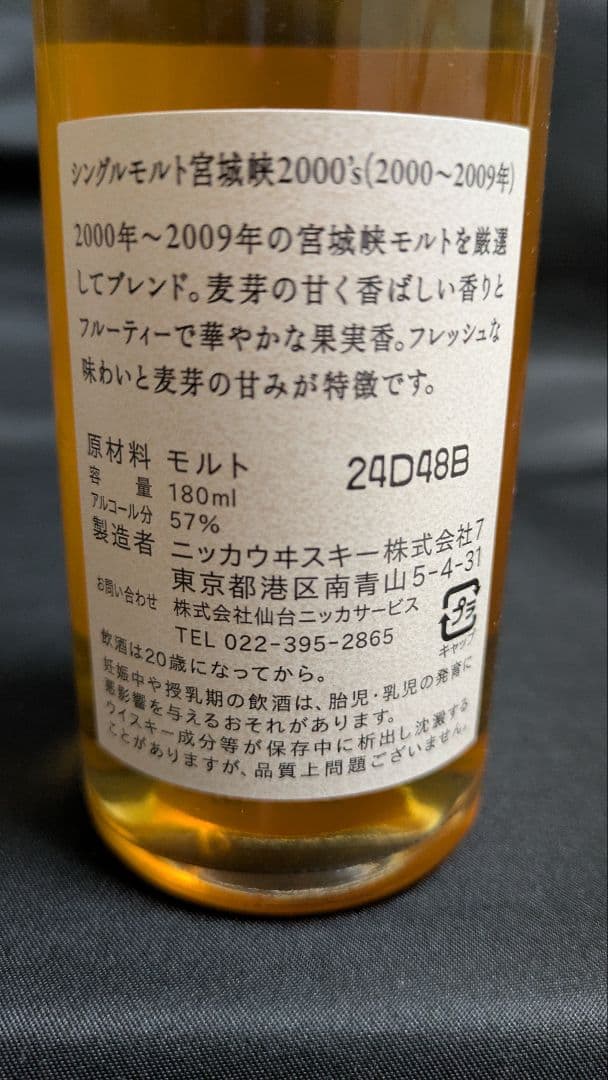 シングルモルト宮城峡2000's(2000～2009年)
2000年～2009年の宮城峡モルトを厳選
してブレンド。麦芽の甘く香ばしい香りと
フルーティーで華やかな果実香。フレッシュな
味わいと麦芽の甘みが特徴です。
原材料 モルト 24D48B
容量 180ml
アルコール分 57%
製造者 ニッカウヰスキー株式会社7
東京都港区南青山5-4-31
お問い合わせ 株式会社仙台ニッカサービス
TEL 022-395-2865
プラ
キャップ
飲酒は20歳になってから。
妊娠中や授乳期の飲酒は、胎児・乳児の発育に
悪影響を与えるおそれがあります。
ウイスキー成分等が保存中に析出し沈澱する
ことがありますが、品質上問題ございません。